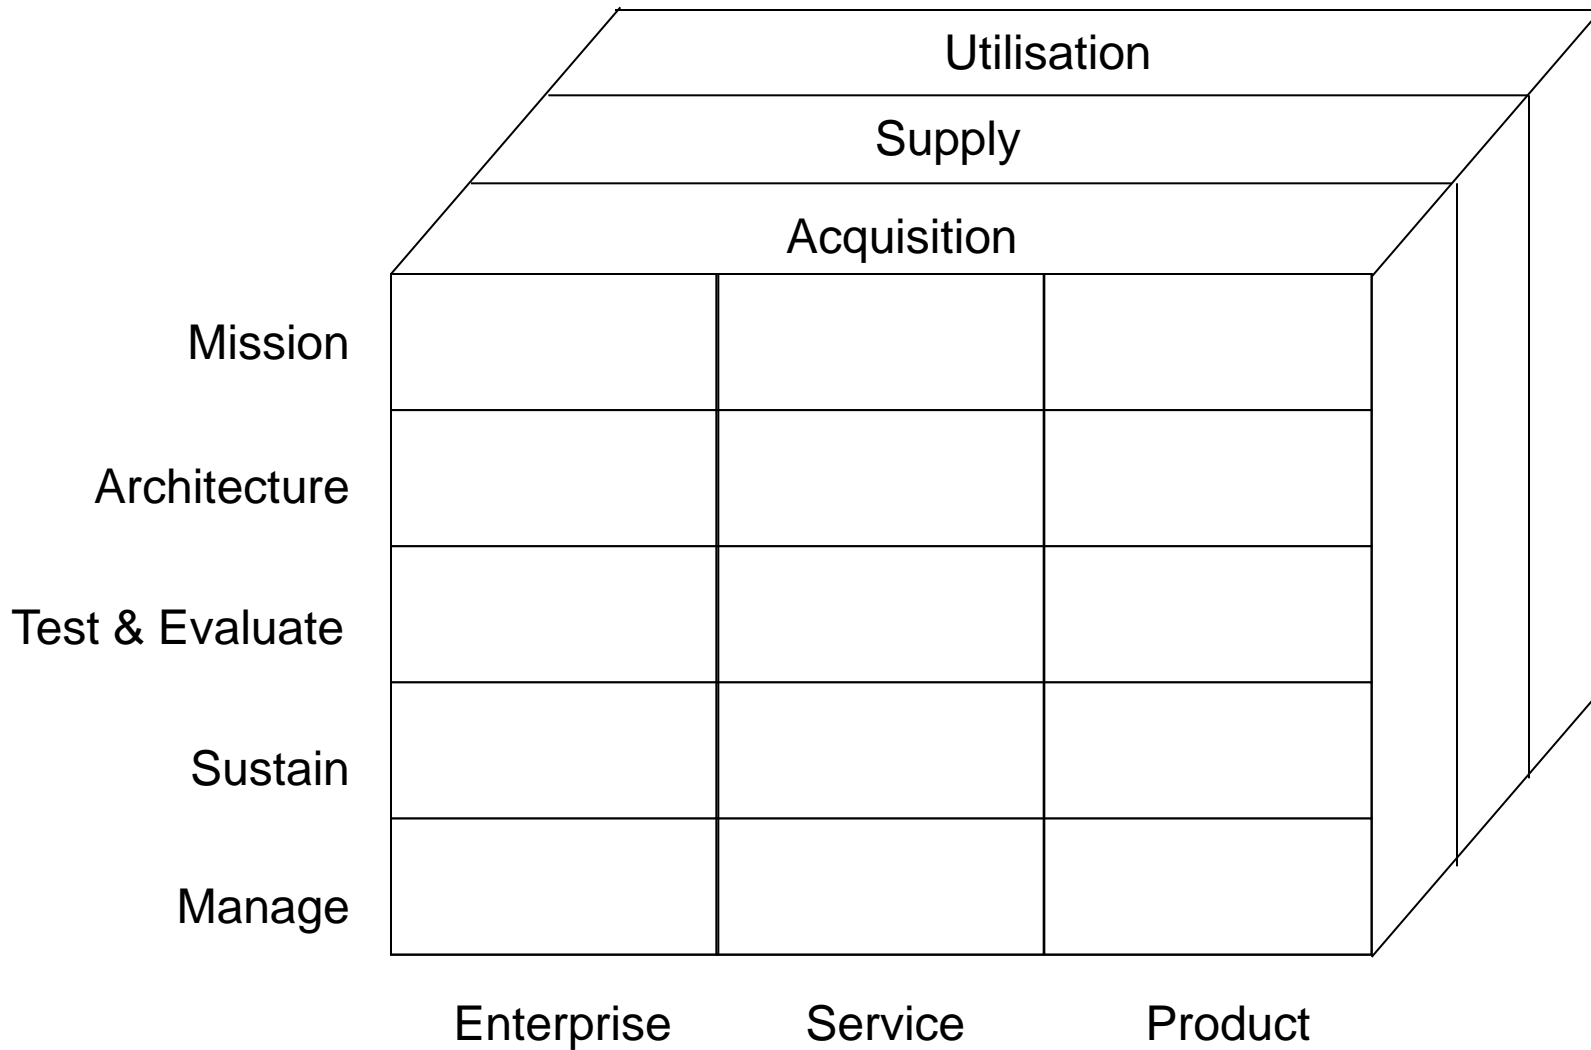 Utilisation
Supply
Acquisition
Mission
Architecture
Test & Evaluate
Sustain
Manage
Enterprise Service Product